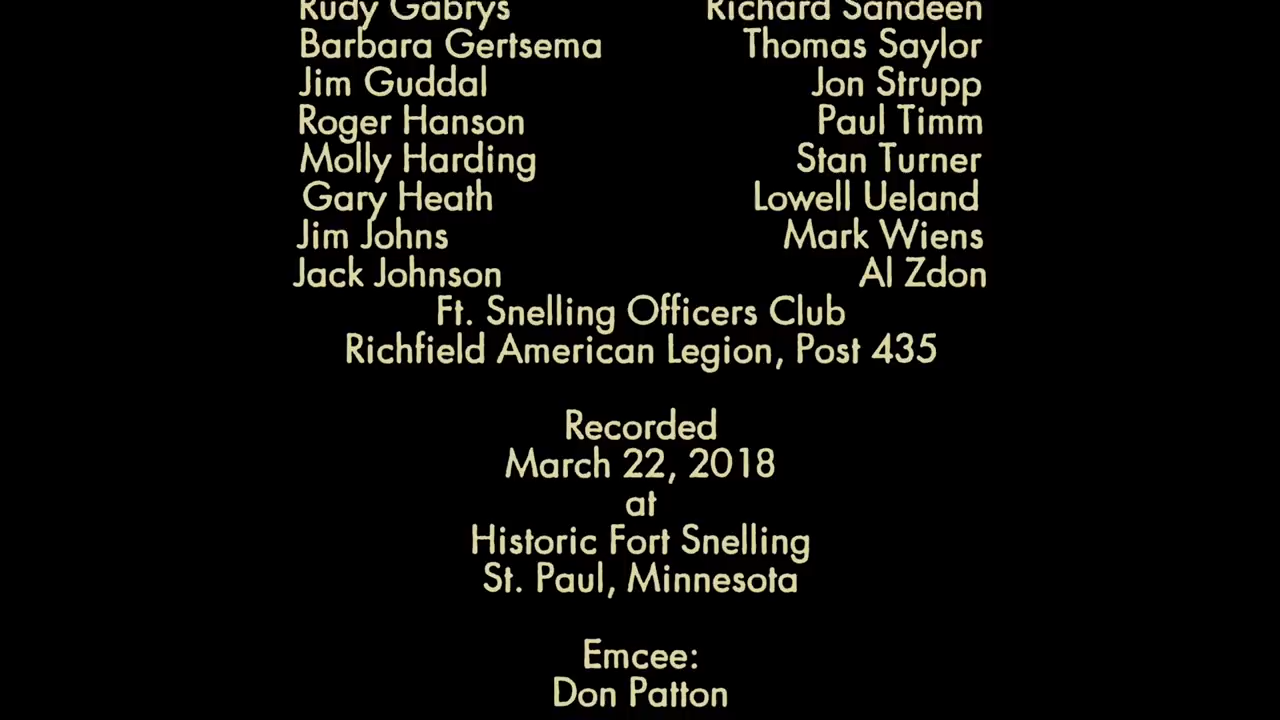 Rudy Gabrys Richard Sandeen
Barbara Gertsema Thomas Saylor
Jim Guddal Jon Strupp
Roger Hanson Paul Timm
Molly Harding Stan Turner
Gary Heath Lowell Ueland
Jim Johns Mark Wiens
Jack Johnson Al Zdon
Ft. Snelling Officers Club
Richfield American Legion, Post 435
Recorded
March 22, 2018
at
Historic Fort Snelling
St. Paul, Minnesota
Emcee:
Don Patton